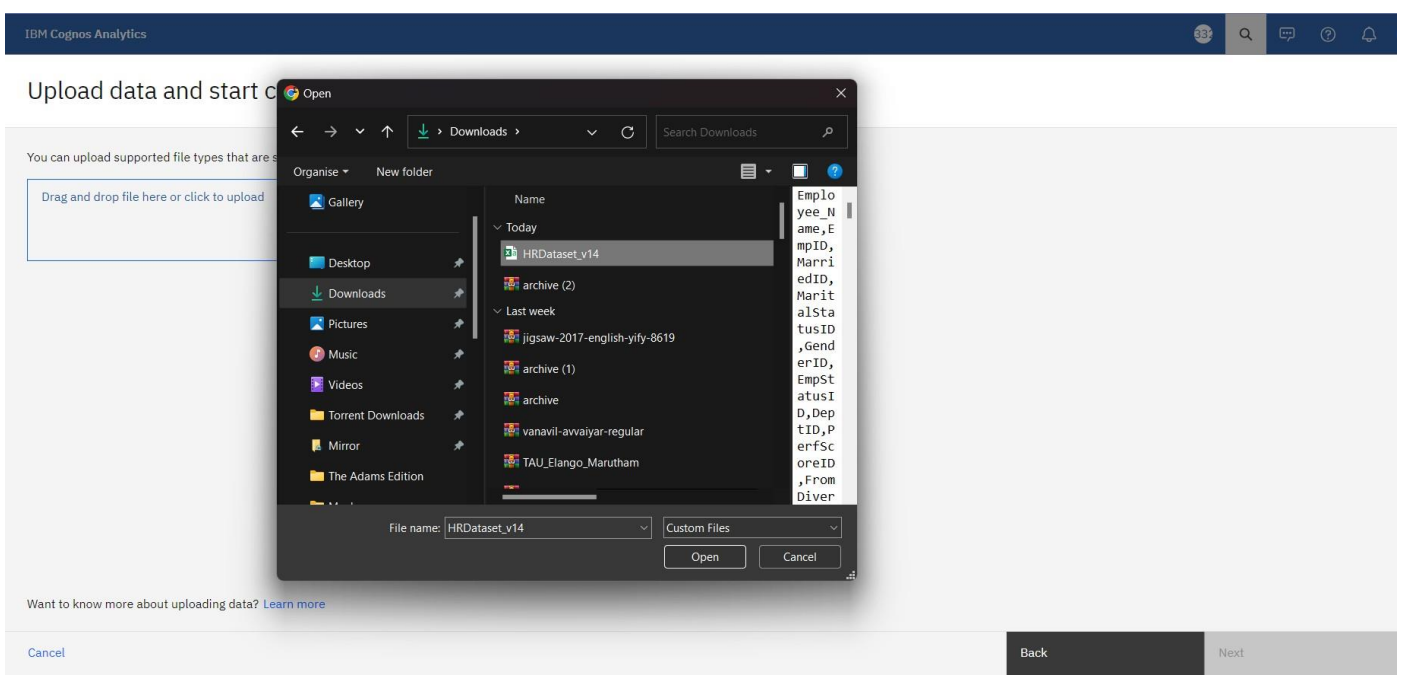 IBM Cognos Analytics
Upload data and start c
You can upload supported file types that are s
Drag and drop file here or click to upload
Open
Downloads
Search Downloads
Organise
New folder
Gallery
Desktop
Downloads
Pictures
Music
Videos
Torrent Downloads
Mirror
The Adams Edition
Name
Today
HRDataset_v14
archive (2)
Last week
jigsaw-2017-english-yify-8619
archive (1)
archive
vanavil-avvaiyar-regular
TAU_Elango_Marutham
Emplo
yee_N
ame,E
mpID,
Marri
edID,
Marit
alSta
tusID
,Gend
erID,
EmpSt
atusI
D,Dep
tID,P
erfSc
oreID
,From
Diver
File name: HRDataset_v14
Custom Files
Open
Cancel
Want to know more about uploading data? Learn more
Cancel
Back
Next